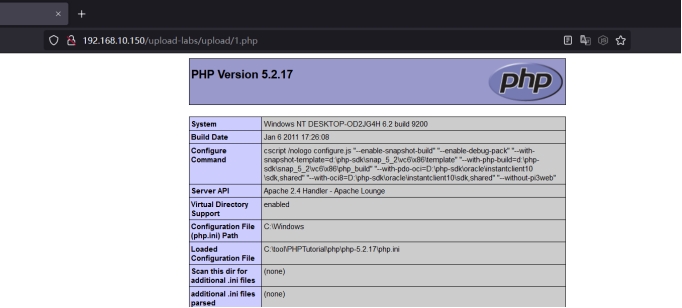 192.168.10.150/upload-labs/upload/1.php
PHP Version 5.2.17
php
System Windows NT DESKTOP-OD2JG4H 6.2 build 9200
Build Date Jan 6 2011 17:26:08
Configure Command cscript /nologo configure.js "--enable-snapshot-build" "--enable-debug-pack" "--with-
snapshot-template=d:\php-sdk\snap_5_2\vc6\x86\template" "--with-php-build=d:\php-
sdk\snap_5_2\vc6\x86\php_build" "--with-pdo-oci=D:\php-sdk\oracle\instantclient10
\sdk,shared" "--with-oci8=D:\php-sdk\oracle\instantclient10\sdk,shared" "--without-pi3web"
Server API Apache 2.4 Handler - Apache Lounge
Virtual Directory Support enabled
Configuration File (php.ini) Path C:\Windows
Loaded Configuration File C:\tool\PHPTutorial\php\php-5.2.17\php.ini
Scan this dir for additional .ini files (none)
additional .ini files parsed (none)